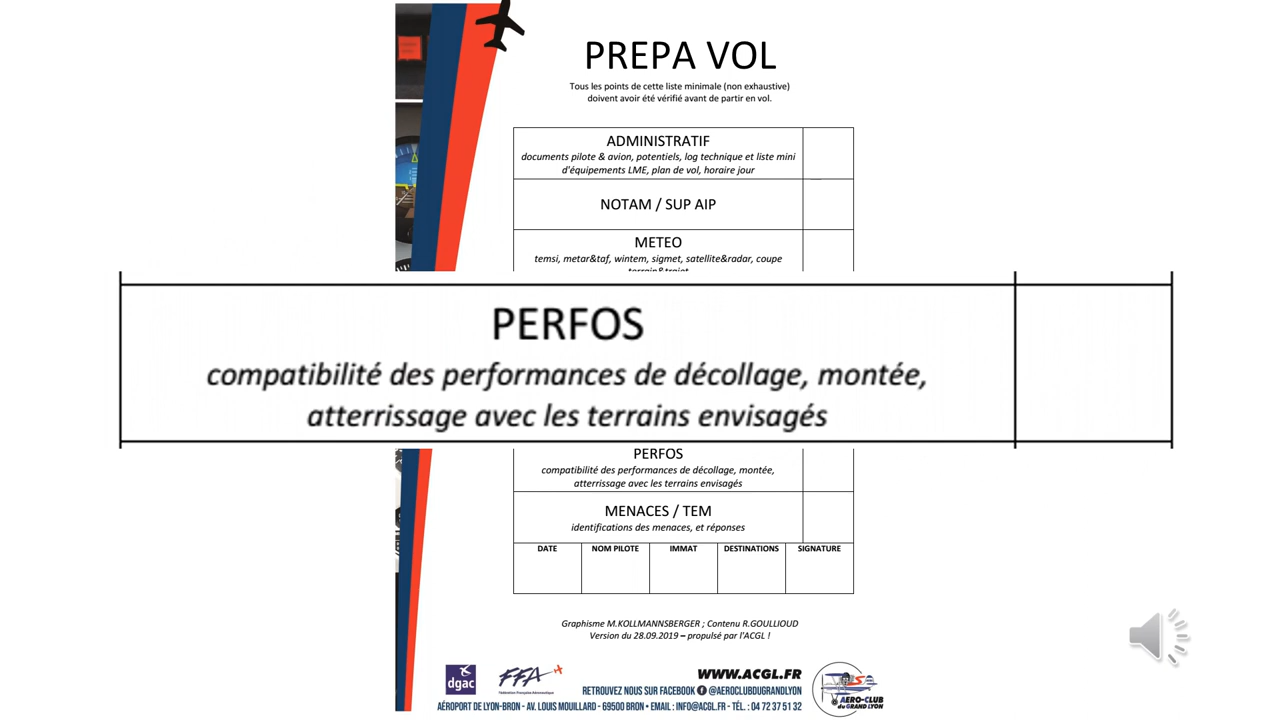 PREPA VOL
Tous les points de cette liste minimale (non exhaustive)
doivent avoir été vérifié avant de partir en vol.
ADMINISTRATIF
documents pilote & avion, potentiels, log technique et liste mini
d'équipements LME, plan de vol, horaire jour
NOTAM / SUP AIP
METEO
temsi, metar&taf, wintem, sigmet, satellite&radar, coupe
terrain&trajet
PERFOS
compatibilité des performances de décollage, montée,
atterrissage avec les terrains envisagés
PERFOS
compatibilité des performances de décollage, montée,
atterrissage avec les terrains envisagés
MENACES / TEM
identifications des menaces, et réponses
DATE NOM PILOTE IMMAT DESTINATIONS SIGNATURE
Graphisme M.KOLLMANNSBERGER ; Contenu R.GOULLIOUD
Version du 28.09.2019 – propulsé par l'ACGL !
dgac
FFA
Fédération Française Aéronautique
WWW.ACGL.FR
RETROUVEZ NOUS SUR FACEBOOK @AEROCLUBDUGRANDLYON
AÉROPORT DE LYON-BRON - AV. LOUIS MOUILLARD - 69500 BRON • EMAIL : INFO@ACGL.FR - TÉL. : 04 72 37 51 32
AERO-CLUB
du GRAND LYON